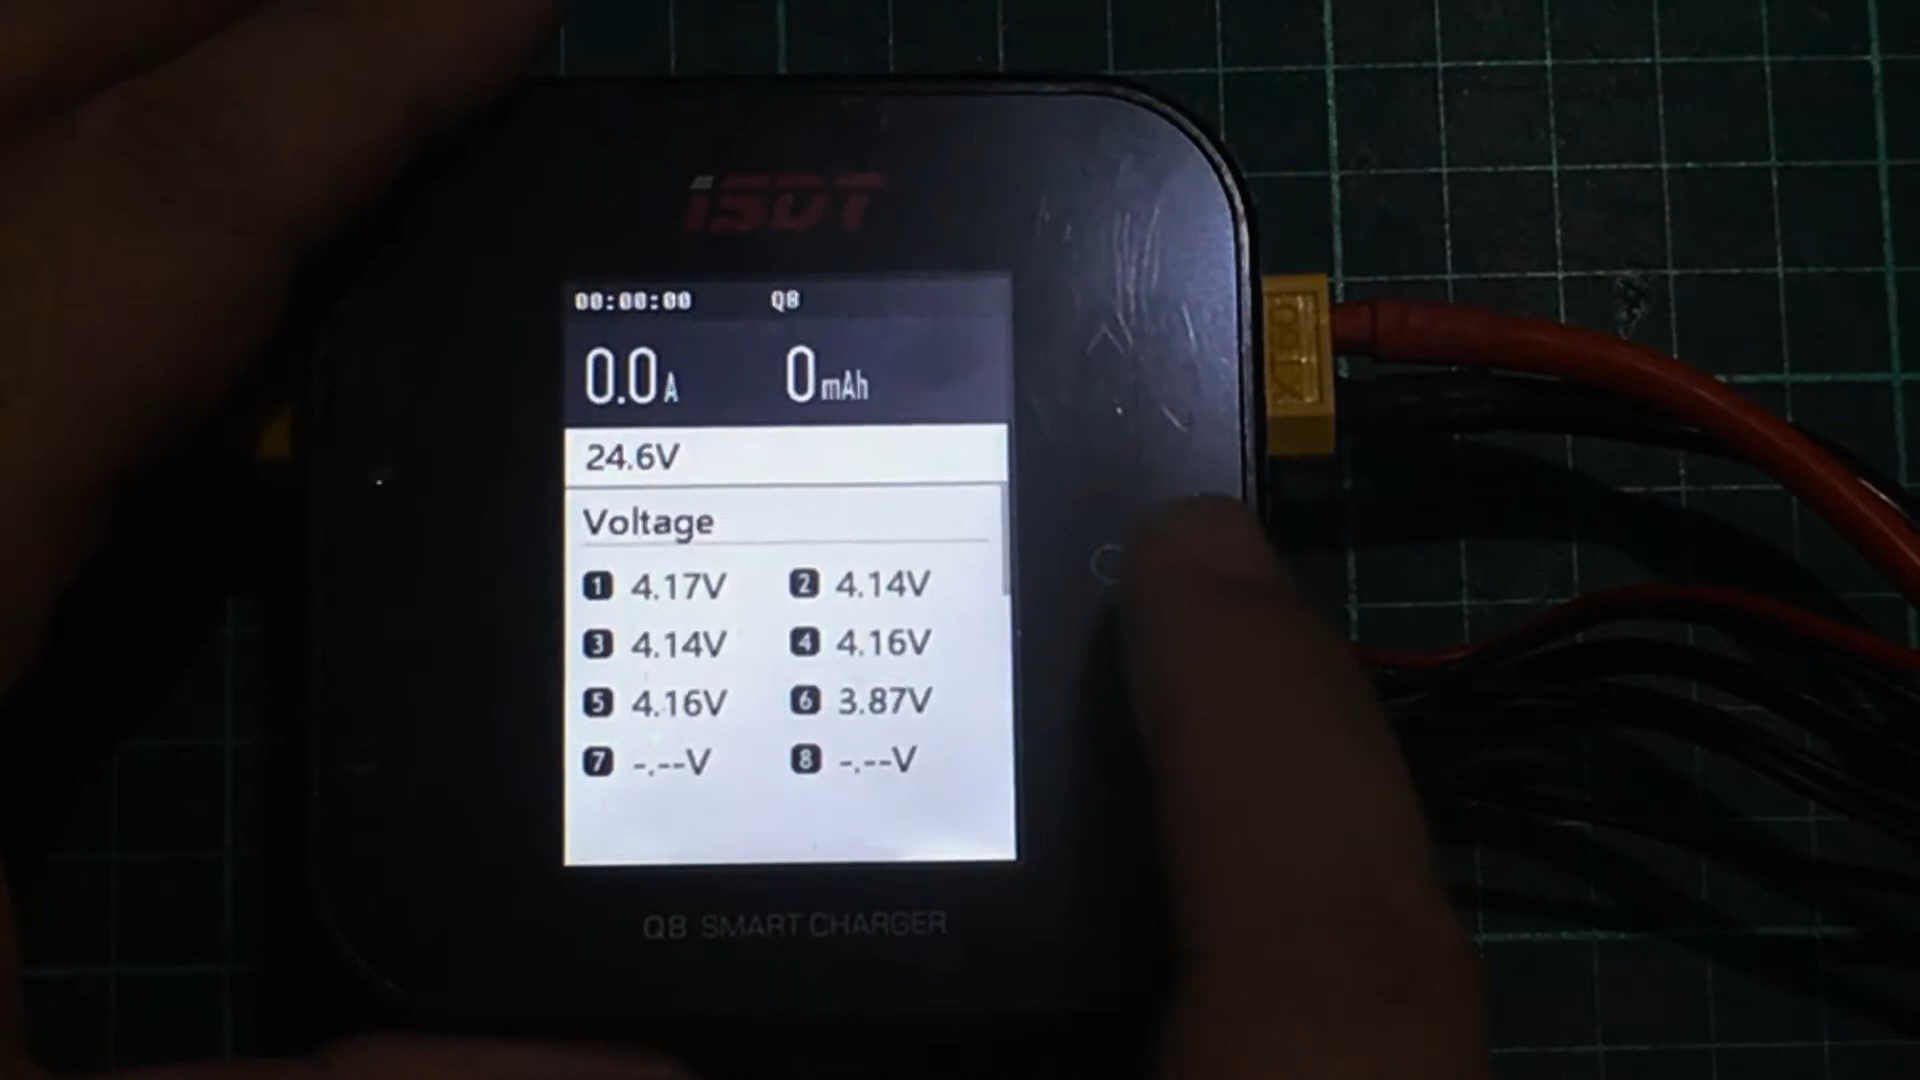 iSDT
00:00:00 Q8
0.0A 0mAh
24.6V
Voltage
1 4.17V 2 4.14V
3 4.14V 4 4.16V
5 4.16V 6 3.87V
7 -.--V 8 -.--V
Q8 SMART CHARGER
XT60